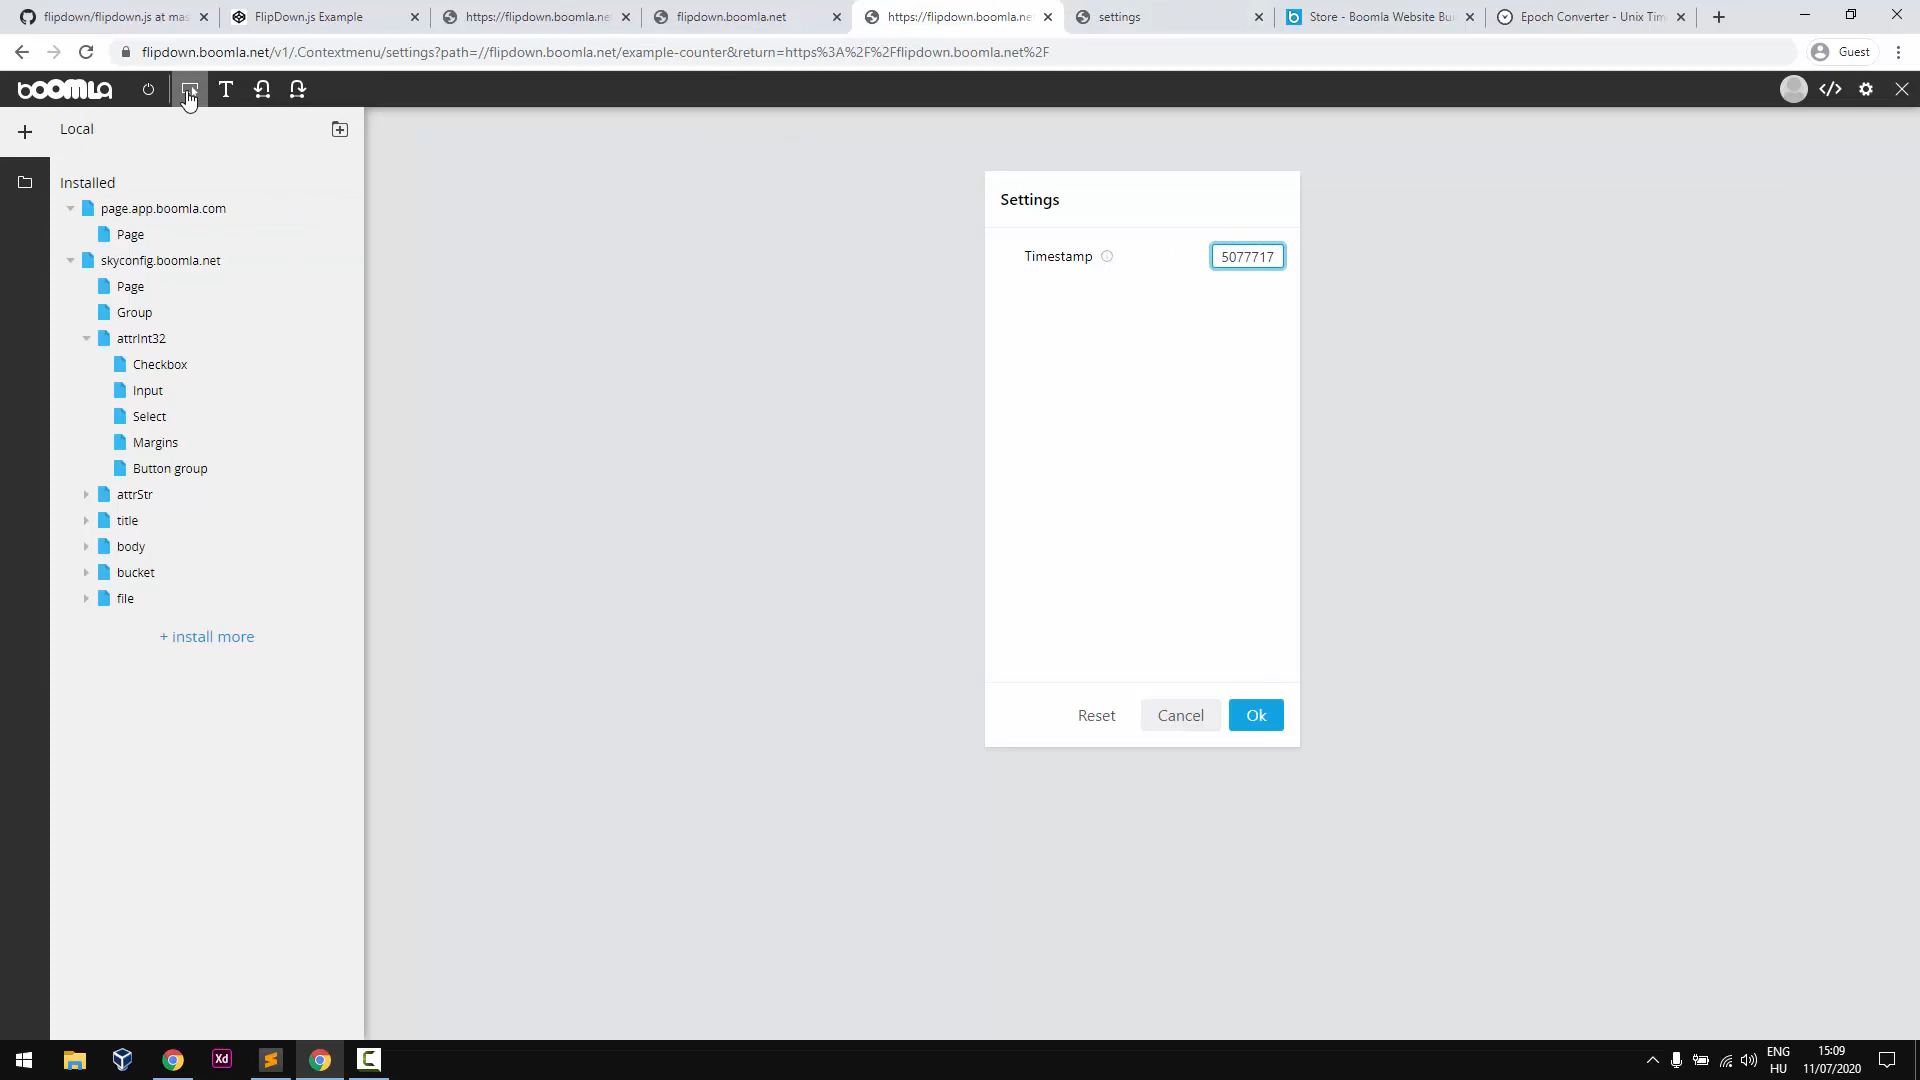 flipdown/flipdown.js at mas
FlipDown.js Example
https://flipdown.boomla.ne
flipdown.boomla.net
https://flipdown.boomla.ne
settings
Store - Boomla Website Bui
Epoch Converter - Unix Tim
flipdown.boomla.net/v1/.Contextmenu/settings?path=//flipdown.boomla.net/example-counter&return=https%3A%2F%2Fflipdown.boomla.net%2F
Guest
boomla
T
</>
Local
Installed
page.app.boomla.com
Page
skyconfig.boomla.net
Page
Group
attrInt32
Checkbox
Input
Select
Margins
Button group
attrStr
title
body
bucket
file
+ install more
Settings
Timestamp
5077717
Reset
Cancel
Ok
Xd
ENG
HU
15:09
11/07/2020